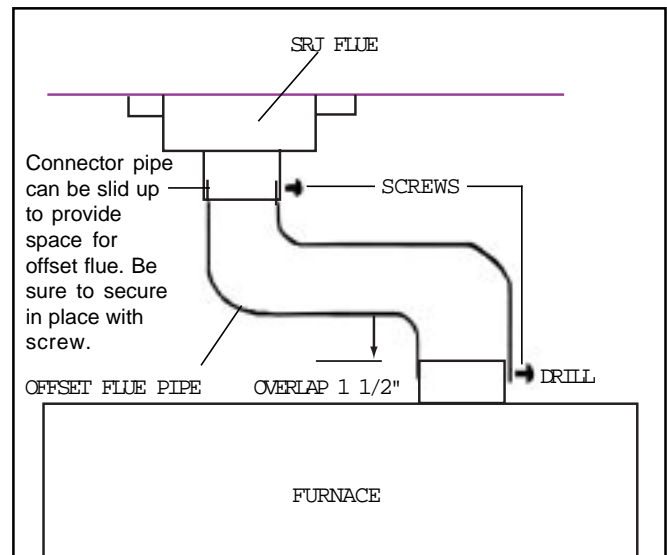 SRJ FLUE
Connector pipe
can be slid up
to provide
space for
offset flue. Be
sure to secure
in place with
screw.
SCREWS
OFFSET FLUE PIPE
OVERLAP 1 1/2"
DRILL
FURNACE